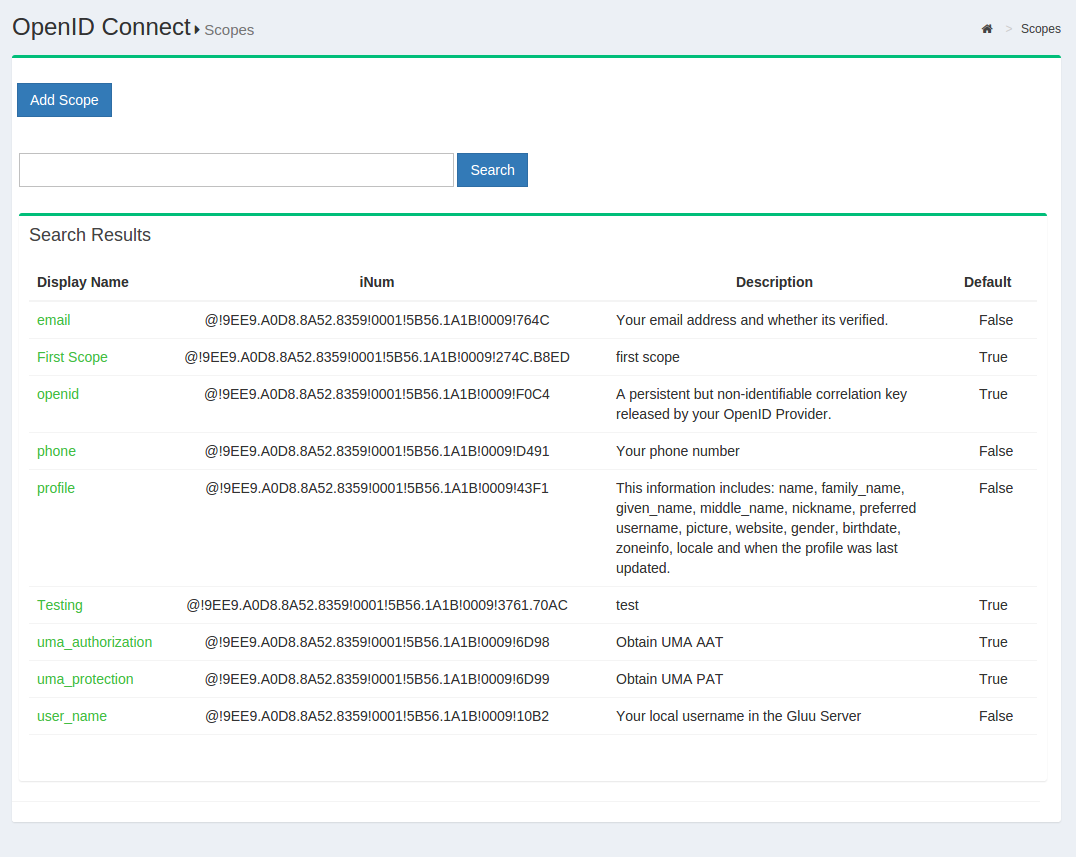 OpenID Connect Scopes
> Scopes
Add Scope
Search
Search Results
Display Name iNum Description Default
email @!9EE9.A0D8.8A52.8359!0001!5B56.1A1B!0009!764C Your email address and whether its verified. False
First Scope @!9EE9.A0D8.8A52.8359!0001!5B56.1A1B!0009!274C.B8ED first scope True
openid @!9EE9.A0D8.8A52.8359!0001!5B56.1A1B!0009!F0C4 A persistent but non-identifiable correlation key True
released by your OpenID Provider.
phone @!9EE9.A0D8.8A52.8359!0001!5B56.1A1B!0009!D491 Your phone number False
profile @!9EE9.A0D8.8A52.8359!0001!5B56.1A1B!0009!43F1 This information includes: name, family_name, False
given_name, middle_name, nickname, preferred
username, picture, website, gender, birthdate,
zoneinfo, locale and when the profile was last
updated.
Testing @!9EE9.A0D8.8A52.8359!0001!5B56.1A1B!0009!3761.70AC test True
uma_authorization @!9EE9.A0D8.8A52.8359!0001!5B56.1A1B!0009!6D98 Obtain UMA AAT True
uma_protection @!9EE9.A0D8.8A52.8359!0001!5B56.1A1B!0009!6D99 Obtain UMA PAT True
user_name @!9EE9.A0D8.8A52.8359!0001!5B56.1A1B!0009!10B2 Your local username in the Gluu Server False